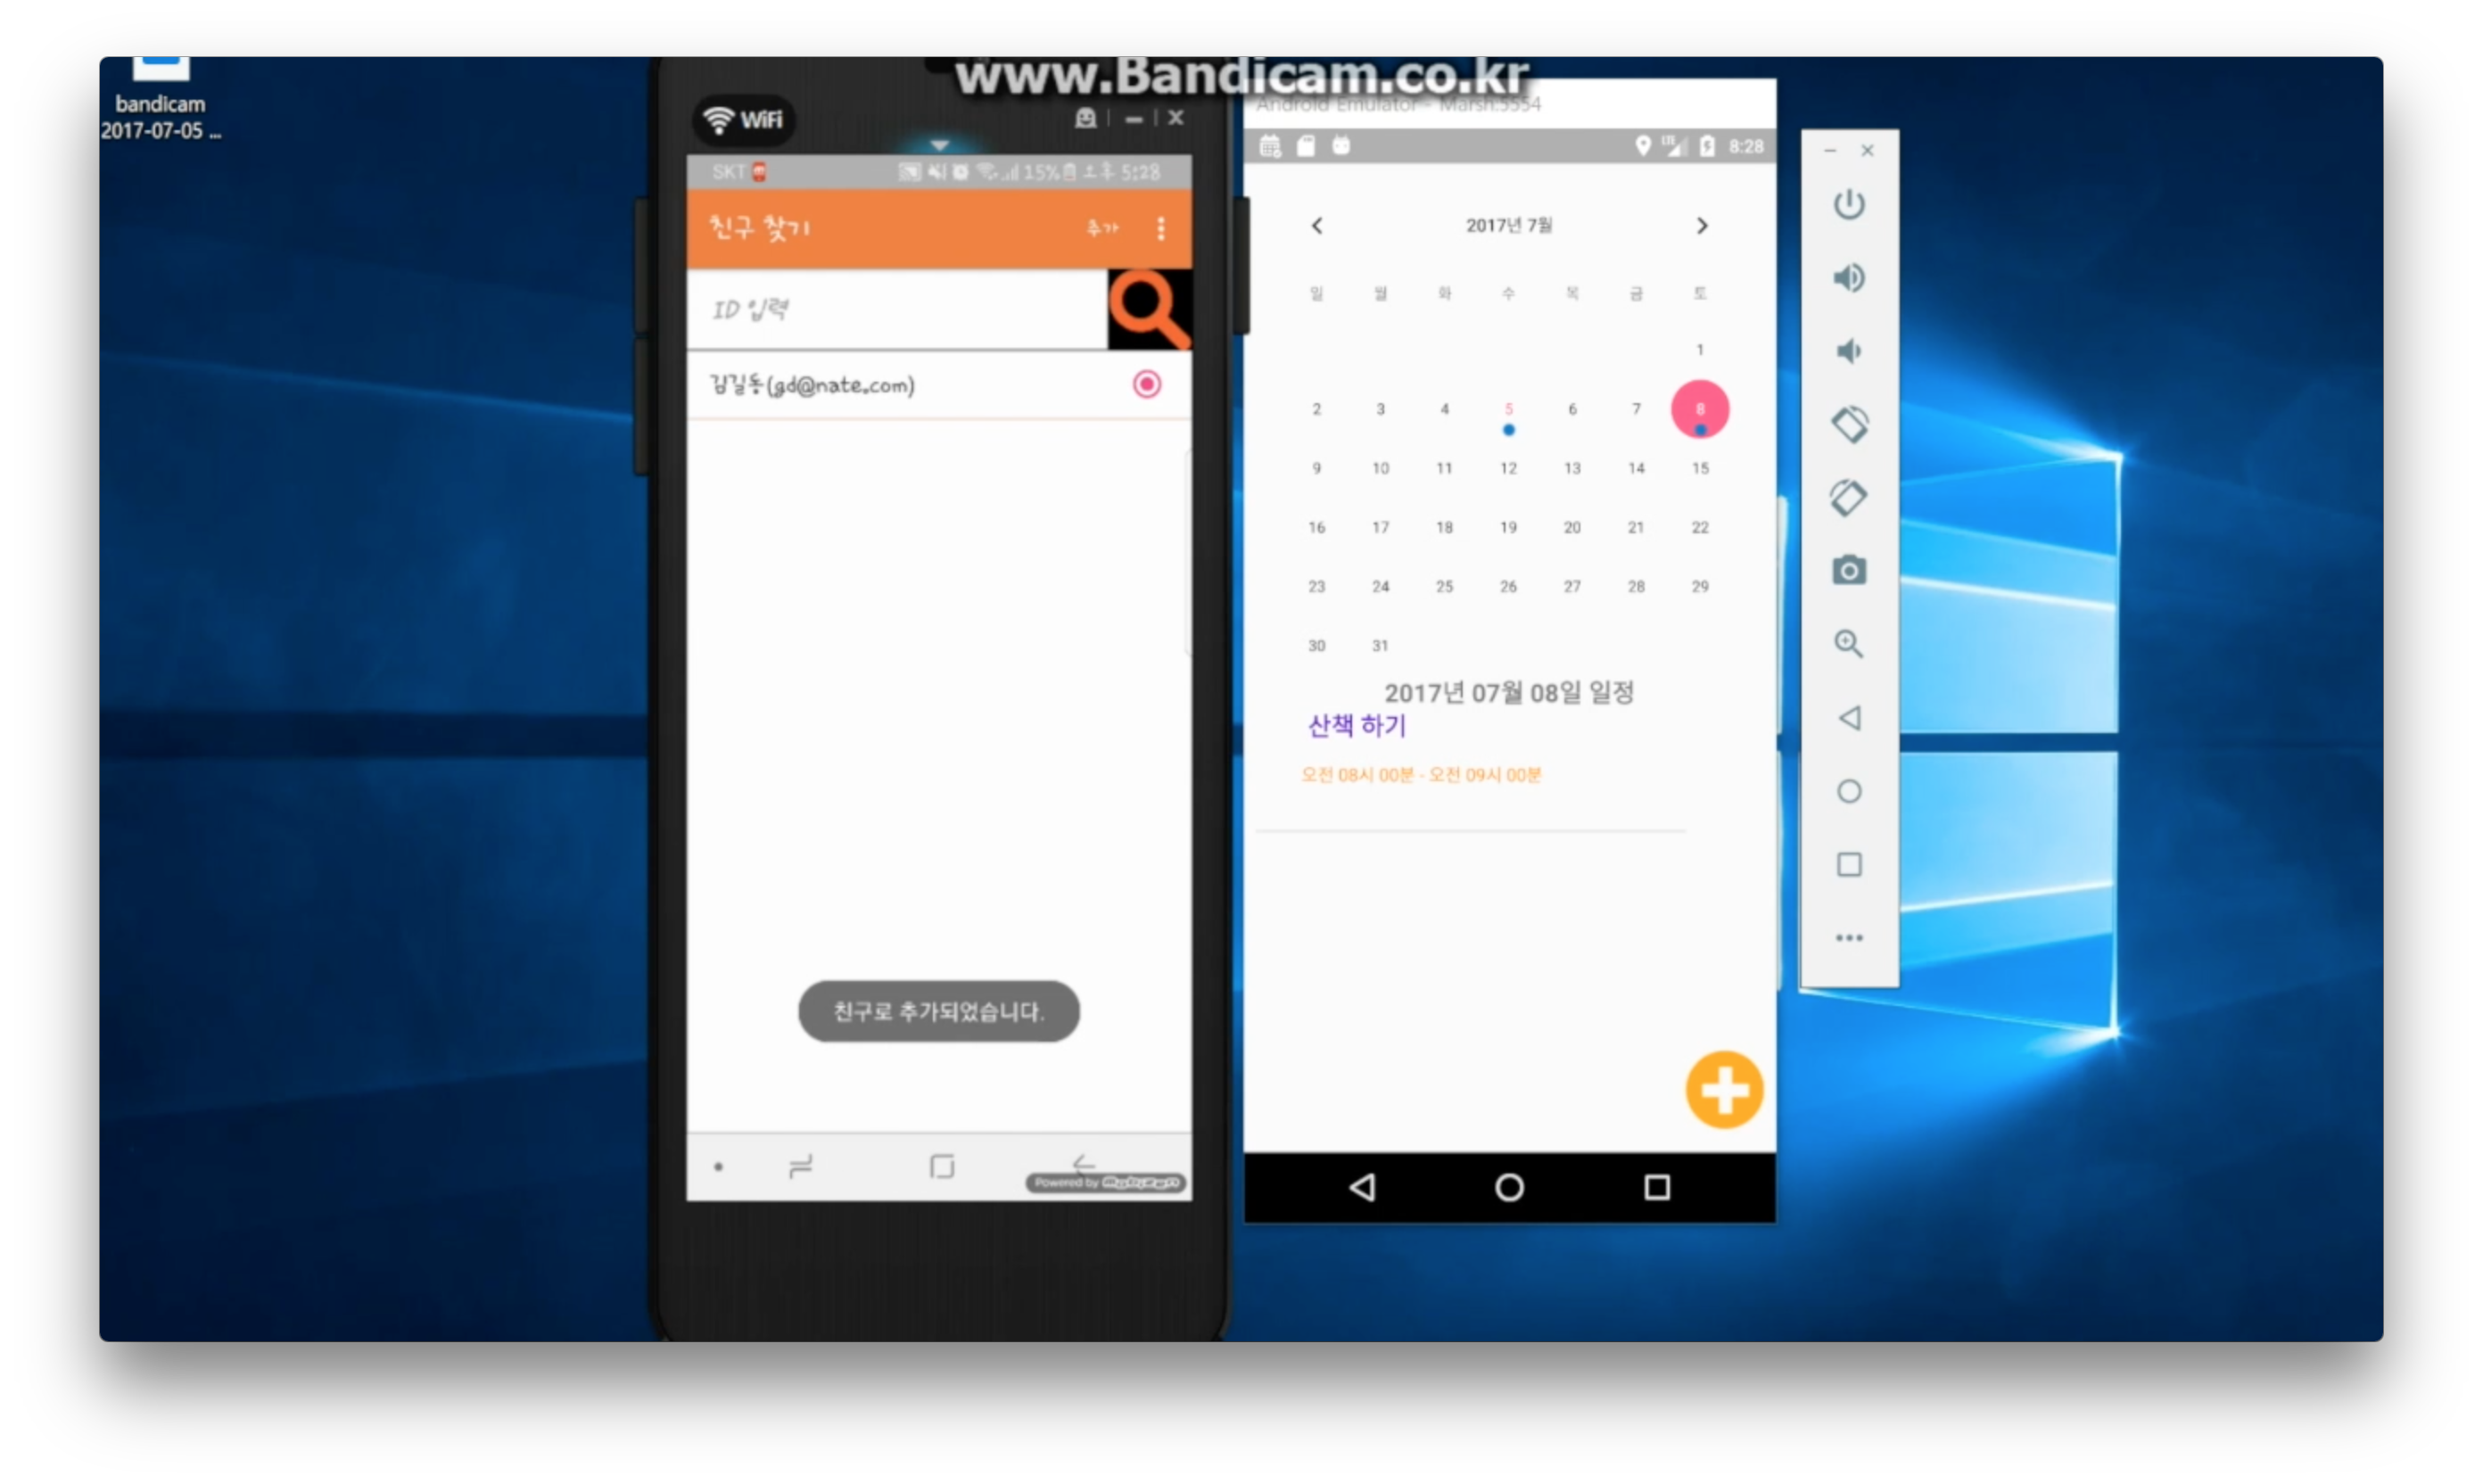 www.Bandicam.co.kr
bandicam
2017-07-05 ...
WiFi
SKT
15%
오후 5:28
친구 찾기
추가
ID 입력
김길동(gd@nate.com)
친구로 추가되었습니다.
Powered by
Android Emulator - Marsh:5554
LTE
8:28
2017년 7월
일 월 화 수 목 금 토
1
2 3 4 5 6 7 8
9 10 11 12 13 14 15
16 17 18 19 20 21 22
23 24 25 26 27 28 29
30 31
2017년 07월 08일 일정
산책 하기
오전 08시 00분 - 오전 09시 00분